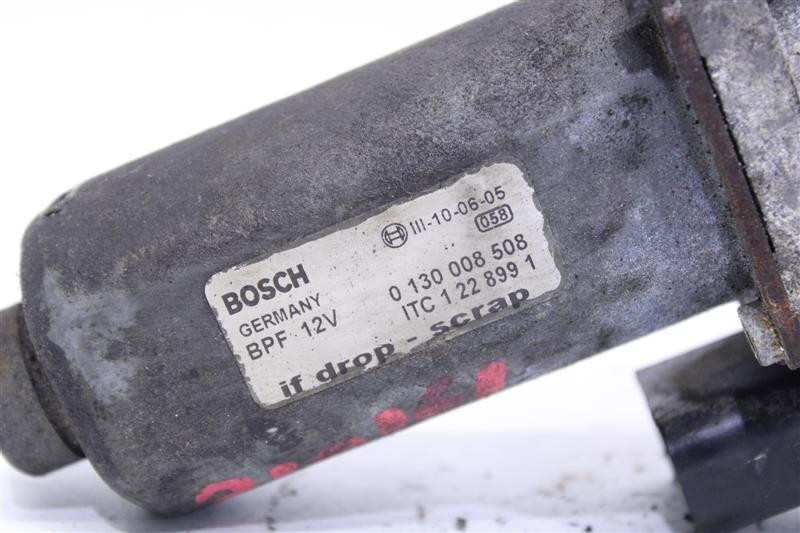 III-10-06-05
058
BOSCH 0 130 008 508
GERMANY
BPF 12V ITC 1 22 899 1
if drop - scrap